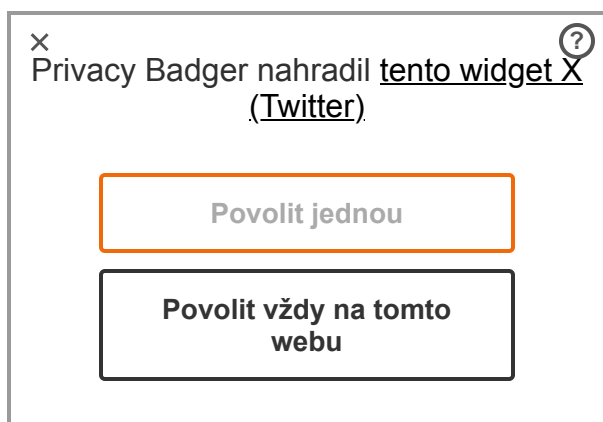 Privacy Badger nahradil tento widget X
(Twitter)
Povolit jednou
Povolit vždy na tomto
webu